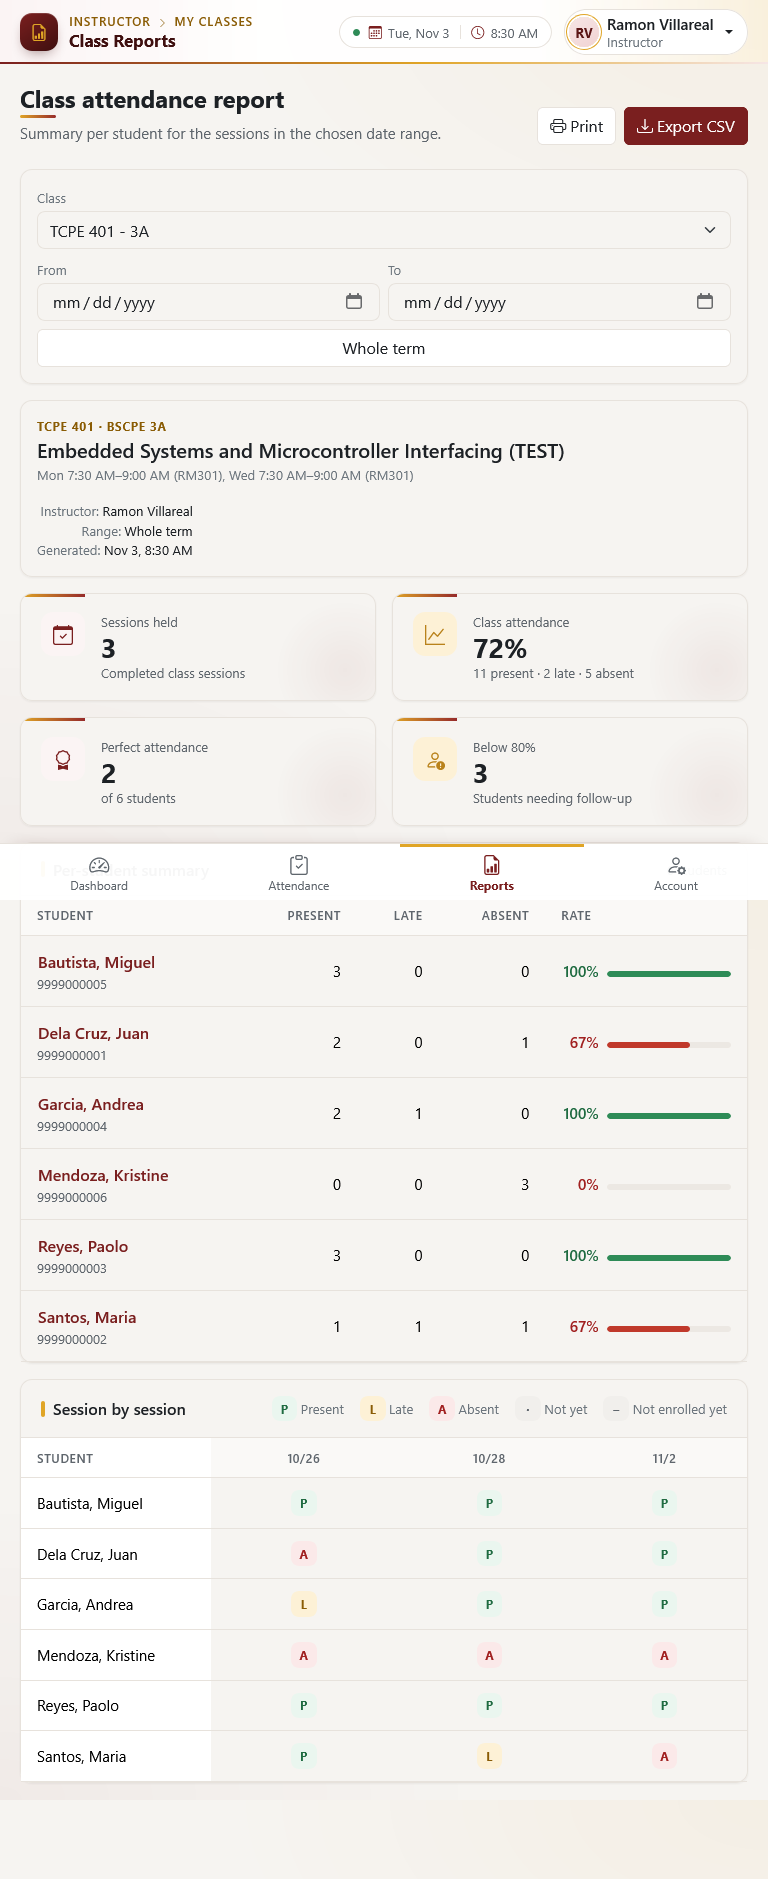 INSTRUCTOR > MY CLASSES
Class Reports
Tue, Nov 3
8:30 AM
RV
Ramon Villareal
Instructor
Class attendance report
Summary per student for the sessions in the chosen date range.
Print
Export CSV
Class
TCPE 401 - 3A
From
To
mm/dd/yyyy
mm/dd/yyyy
Whole term
TCPE 401 · BSCPE 3A
Embedded Systems and Microcontroller Interfacing (TEST)
Mon 7:30 AM–9:00 AM (RM301), Wed 7:30 AM–9:00 AM (RM301)
Instructor: Ramon Villareal
Range: Whole term
Generated: Nov 3, 8:30 AM
Sessions held
3
Completed class sessions
Class attendance
72%
11 present · 2 late · 5 absent
Perfect attendance
2
of 6 students
Below 80%
3
Students needing follow-up
Dashboard
Attendance
Reports
Account
STUDENT PRESENT LATE ABSENT RATE
Bautista, Miguel
9999000005
3 0 0 100%
Dela Cruz, Juan
9999000001
2 0 1 67%
Garcia, Andrea
9999000004
2 1 0 100%
Mendoza, Kristine
9999000006
0 0 3 0%
Reyes, Paolo
9999000003
3 0 0 100%
Santos, Maria
9999000002
1 1 1 67%
Session by session
P Present L Late A Absent · Not yet – Not enrolled yet
STUDENT 10/26 10/28 11/2
Bautista, Miguel P P P
Dela Cruz, Juan A P P
Garcia, Andrea L P P
Mendoza, Kristine A A A
Reyes, Paolo P P P
Santos, Maria P L A